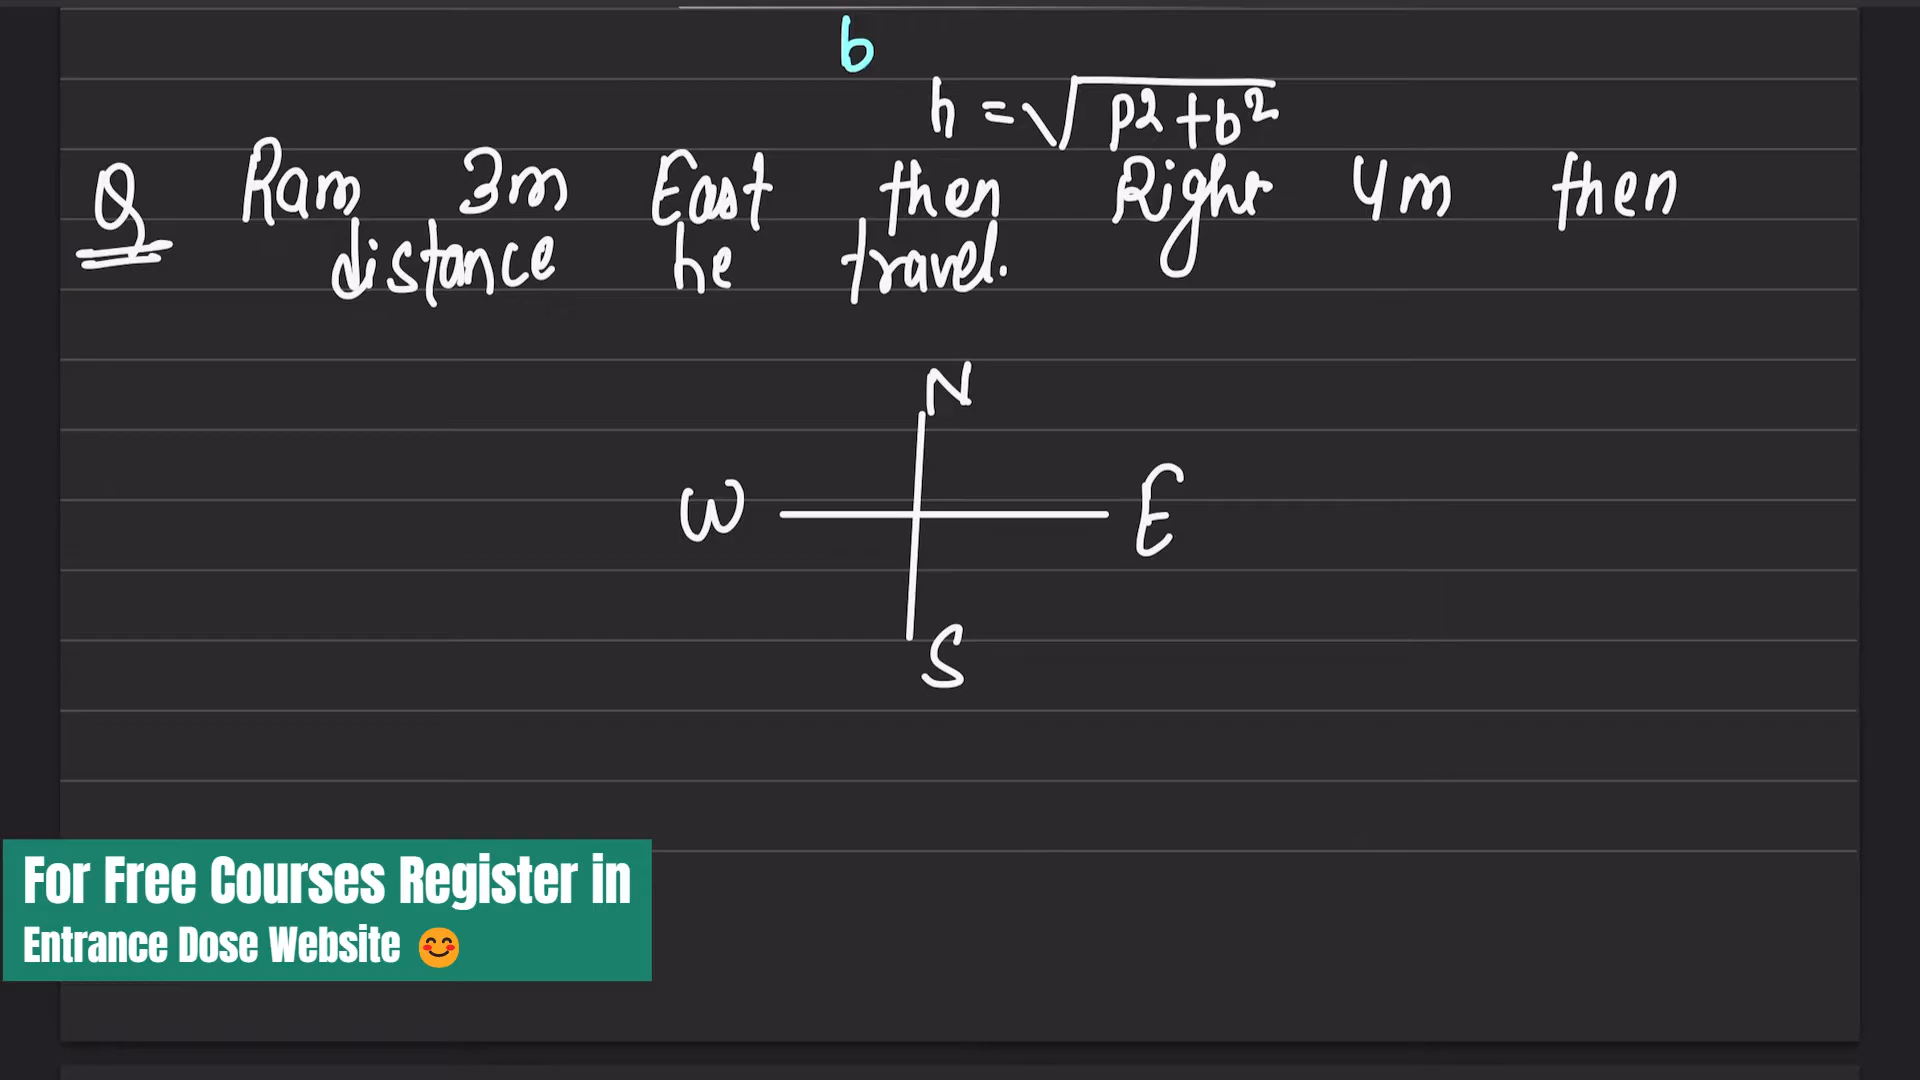 b
h = √p2+b2
Q Ram 3m East then Right 4m then
distance he travel.
N
W E
S
For Free Courses Register in
Entrance Dose Website 😊